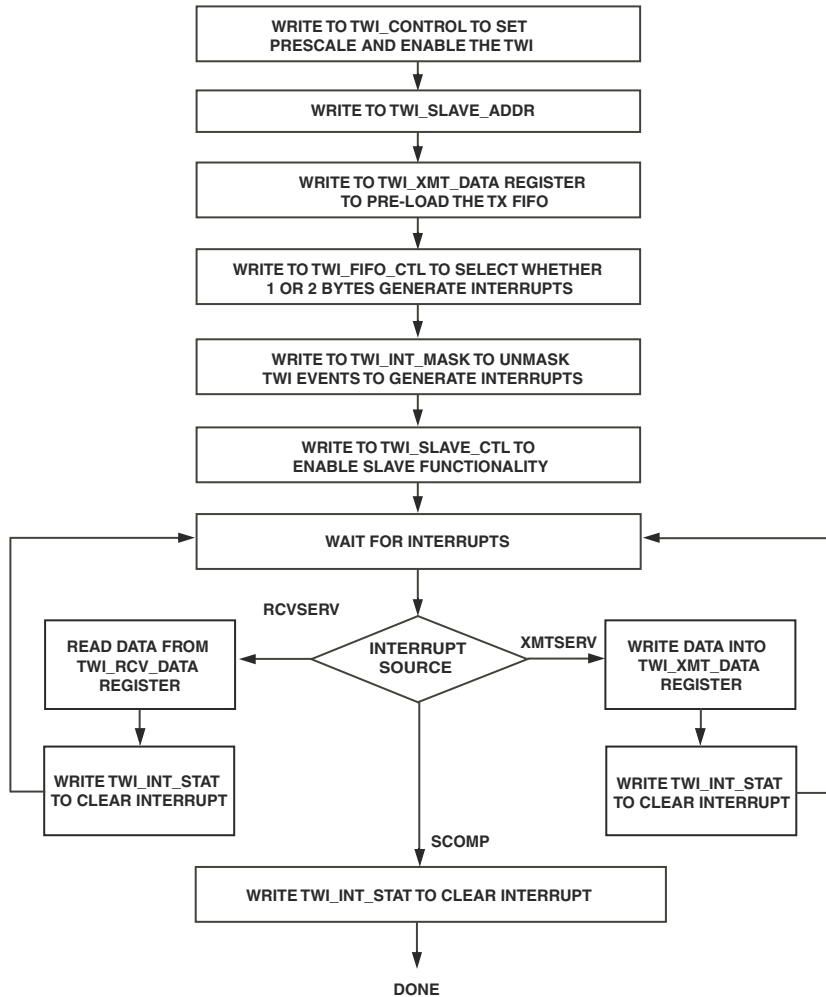 WRITE TO TWI_CONTROL TO SET
PRESCALE AND ENABLE THE TWI
WRITE TO TWI_SLAVE_ADDR
WRITE TO TWI_XMT_DATA REGISTER
TO PRE-LOAD THE TX FIFO
WRITE TO TWI_FIFO_CTL TO SELECT WHETHER
1 OR 2 BYTES GENERATE INTERRUPTS
WRITE TO TWI_INT_MASK TO UNMASK
TWI EVENTS TO GENERATE INTERRUPTS
WRITE TO TWI_SLAVE_CTL TO
ENABLE SLAVE FUNCTIONALITY
WAIT FOR INTERRUPTS
RCVSERV
INTERRUPT
SOURCE
XMTSERV
READ DATA FROM
TWI_RCV_DATA
REGISTER
WRITE DATA INTO
TWI_XMT_DATA
REGISTER
WRITE TWI_INT_STAT
TO CLEAR INTERRUPT
WRITE TWI_INT_STAT
TO CLEAR INTERRUPT
SCOMP
WRITE TWI_INT_STAT TO CLEAR INTERRUPT
DONE